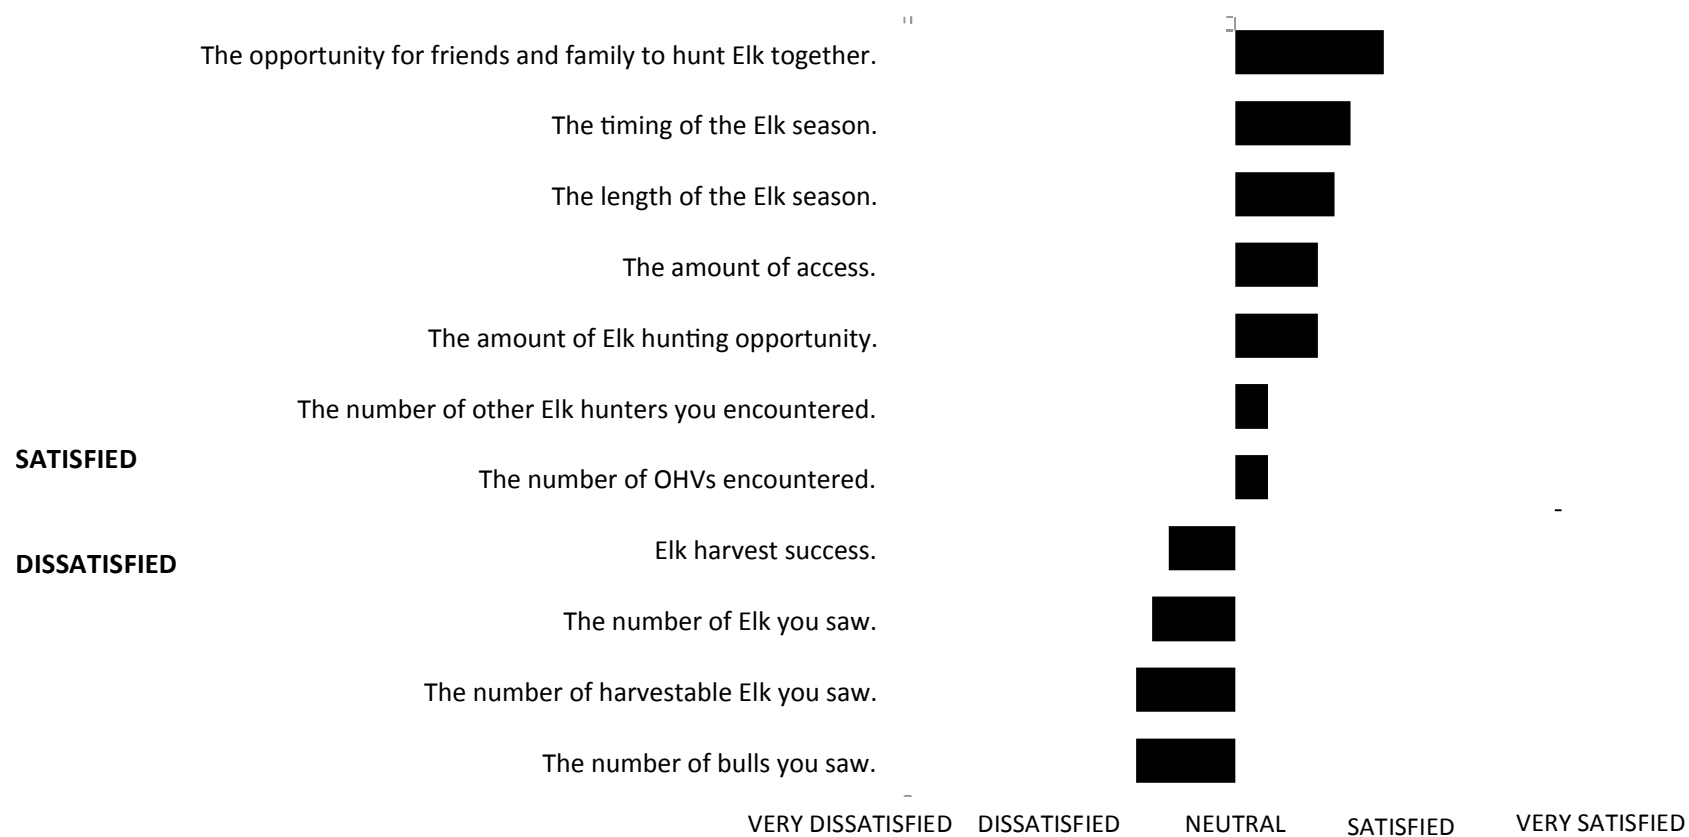 The opportunity for friends and family to hunt Elk together.
The timing of the Elk season.
The length of the Elk season.
The amount of access.
The amount of Elk hunting opportunity.
The number of other Elk hunters you encountered.
SATISFIED
The number of OHVs encountered.
-
Elk harvest success.
DISSATISFIED
The number of Elk you saw.
The number of harvestable Elk you saw.
The number of bulls you saw.
VERY DISSATISFIED DISSATISFIED NEUTRAL SATISFIED VERY SATISFIED